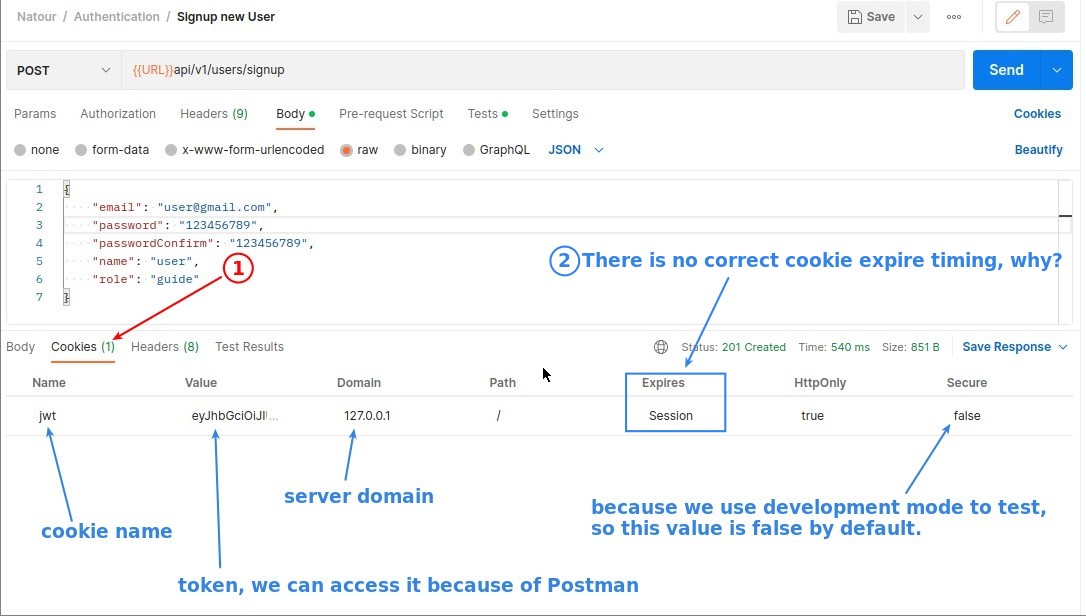 Natour / Authentication / Signup new User
Save
POST {{URL}}api/v1/users/signup Send
Params Authorization Headers (9) Body Pre-request Script Tests Settings Cookies
none form-data x-www-form-urlencoded raw binary GraphQL JSON Beautify
1 {
2 "email": "user@gmail.com",
3 "password": "123456789",
4 "passwordConfirm": "123456789",
5 "name": "user",
6 "role": "guide"
7 }
1
2 There is no correct cookie expire timing, why?
Body Cookies (1) Headers (8) Test Results Status: 201 Created Time: 540 ms Size: 851 B Save Response
Name Value Domain Path Expires HttpOnly Secure
jwt eyJhbGciOiJI... 127.0.0.1 / Session true false
server domain
cookie name
because we use development mode to test,
so this value is false by default.
token, we can access it because of Postman